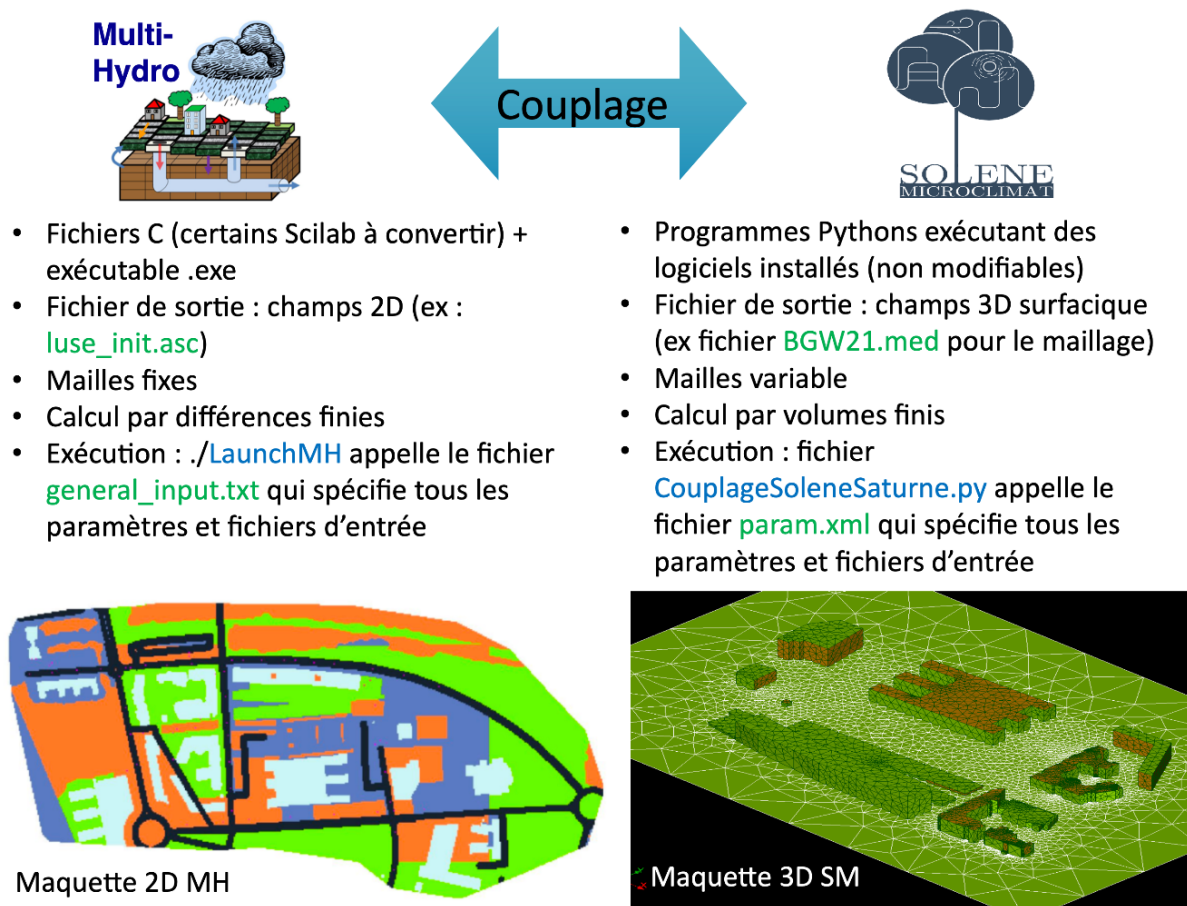 Multi-
Hydro
Couplage
SOLENE
MICROCLIMAT
• Fichiers C (certains Scilab à convertir) +
exécutable .exe
• Fichier de sortie : champs 2D (ex :
luse_init.asc)
• Mailles fixes
• Calcul par différences finies
• Exécution : ./LaunchMH appelle le fichier
general_input.txt qui spécifie tous les
paramètres et fichiers d’entrée
• Programmes Pythons exécutant des
logiciels installés (non modifiables)
• Fichier de sortie : champs 3D surfacique
(ex fichier BGW21.med pour le maillage)
• Mailles variable
• Calcul par volumes finis
• Exécution : fichier
CouplageSoleneSaturne.py appelle le
fichier param.xml qui spécifie tous les
paramètres et fichiers d’entrée
Maquette 2D MH
Maquette 3D SM